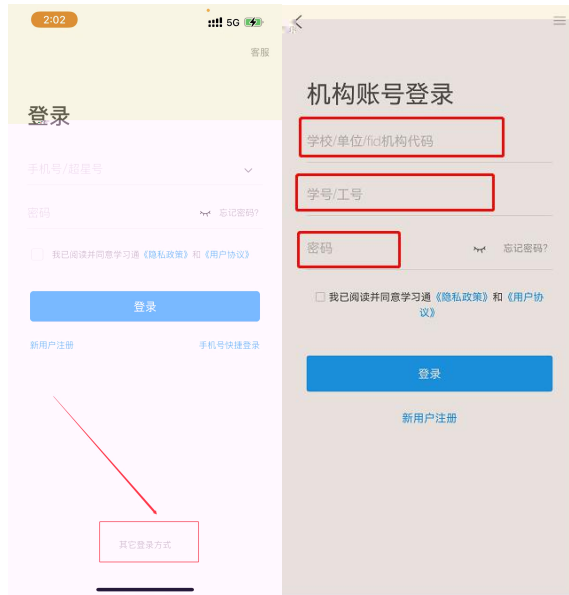 2:02
5G
客服
登录
手机号/超星号
密码
忘记密码?
我已阅读并同意学习通《隐私政策》和《用户协议》
登录
新用户注册
手机号快捷登录
其它登录方式
机构账号登录
学校/单位/fid机构代码
学号/工号
密码
忘记密码?
我已阅读并同意学习通《隐私政策》和《用户协
议》
登录
新用户注册